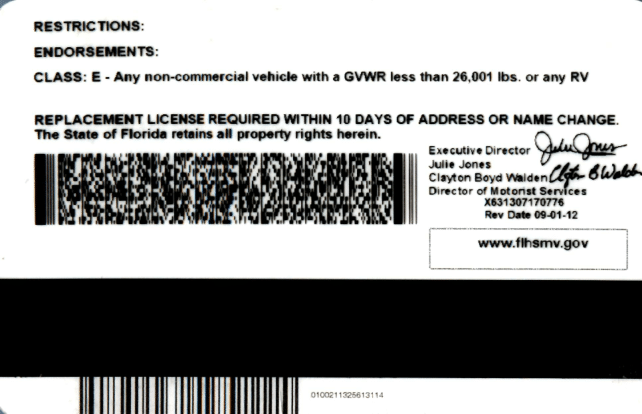 RESTRICTIONS:
ENDORSEMENTS:
CLASS: E - Any non-commercial vehicle with a GVWR less than 26,001 lbs. or any RV
REPLACEMENT LICENSE REQUIRED WITHIN 10 DAYS OF ADDRESS OR NAME CHANGE.
The State of Florida retains all property rights herein.
Executive Director Julie Jones
Julie Jones
Clayton Boyd Walden Clayton B Walden
Director of Motorist Services
X631307170776
Rev Date 09-01-12
www.flhsmv.gov
0100211325613114